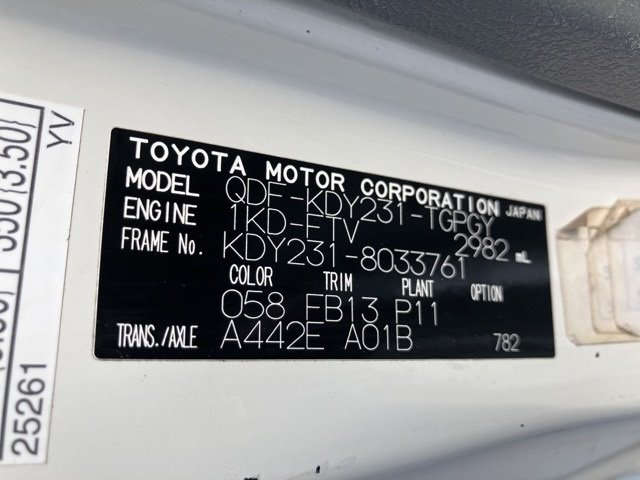 TOYOTA MOTOR CORPORATION JAPAN
MODEL QDF-KDY231-TGPGY
ENGINE 1KD-FTV 2982 mL
FRAME No. KDY231-8033761
COLOR TRIM PLANT OPTION
058 FB13 P11
TRANS./AXLE A442E A01B 782
YV
25261